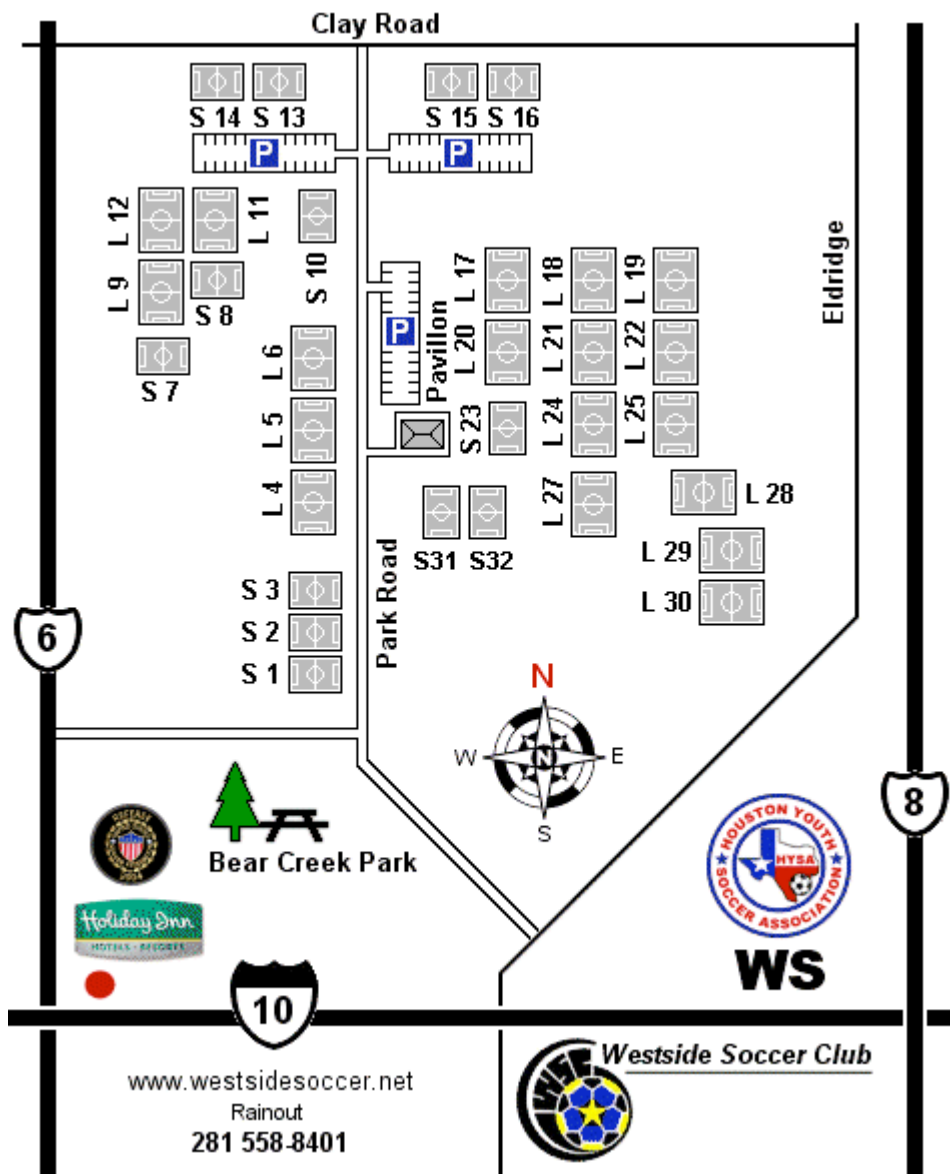 Clay Road
S 14
S 13
S 15
S 16
P
P
L 12
L 11
S 10
L 9
S 8
S 7
L 6
L 5
L 4
P
Pavillon
L 17
L 18
L 19
L 20
L 21
L 22
S 23
L 24
L 25
L 27
L 28
L 29
L 30
S31
S32
Eldridge
Park Road
S 3
S 2
S 1
6
8
N
W
N
E
S
Bear Creek Park
Holiday Inn
HOTELS · RESORTS
HOUSTON YOUTH
HYSA
SOCCER ASSOCIATION
WS
10
www.westsidesoccer.net
Rainout
281 558-8401
WSC
Westside Soccer Club